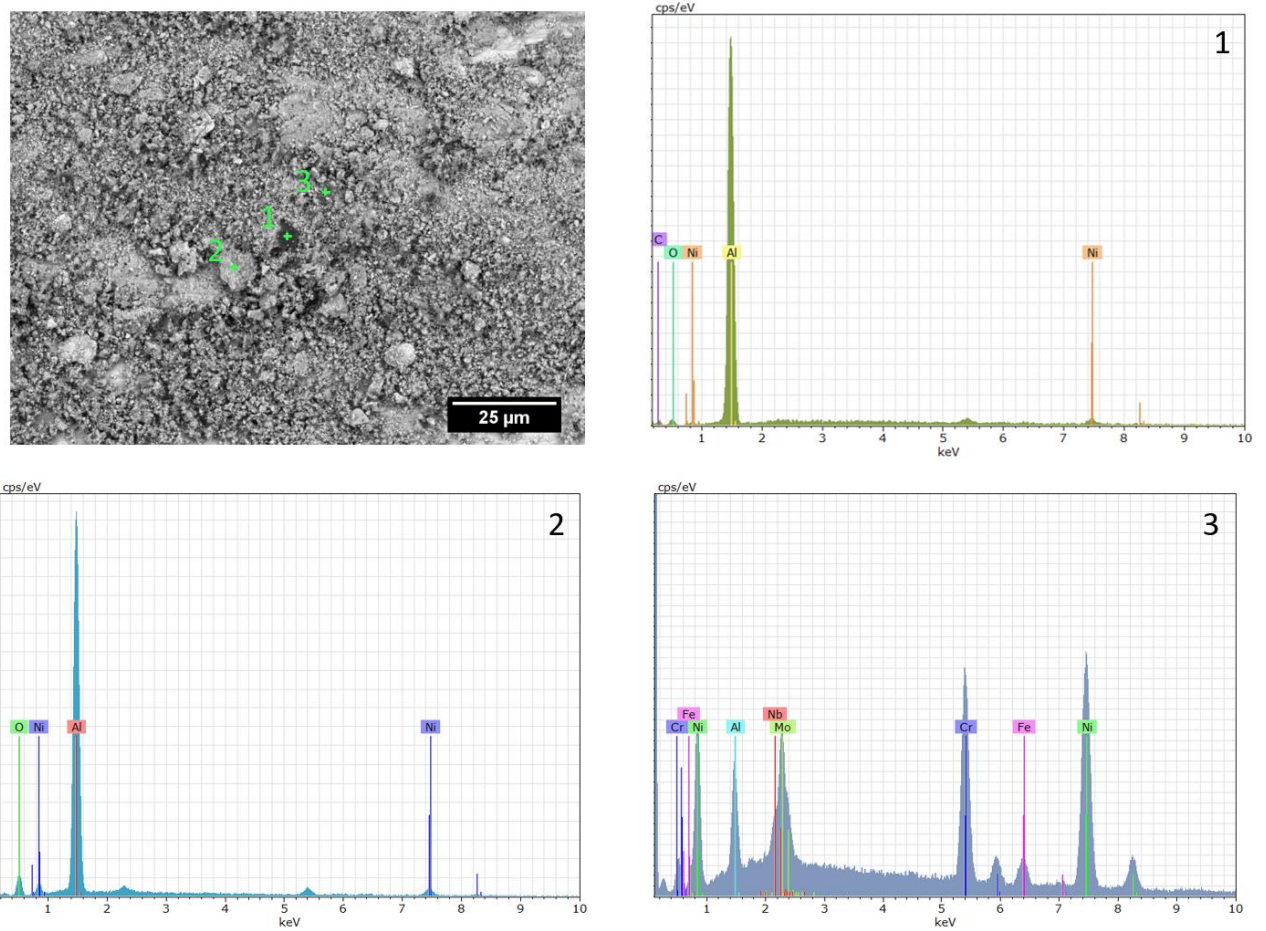 3
1
2
25 µm
cps/eV
1
C
O Ni Al Ni
1 2 3 4 5 6 7 8 9 10
keV
cps/eV
2
O Ni Al Ni
1 2 3 4 5 6 7 8 9 10
keV
cps/eV
3
Fe Nb
Cr Ni Al Mo Cr Fe Ni
1 2 3 4 5 6 7 8 9 10
keV